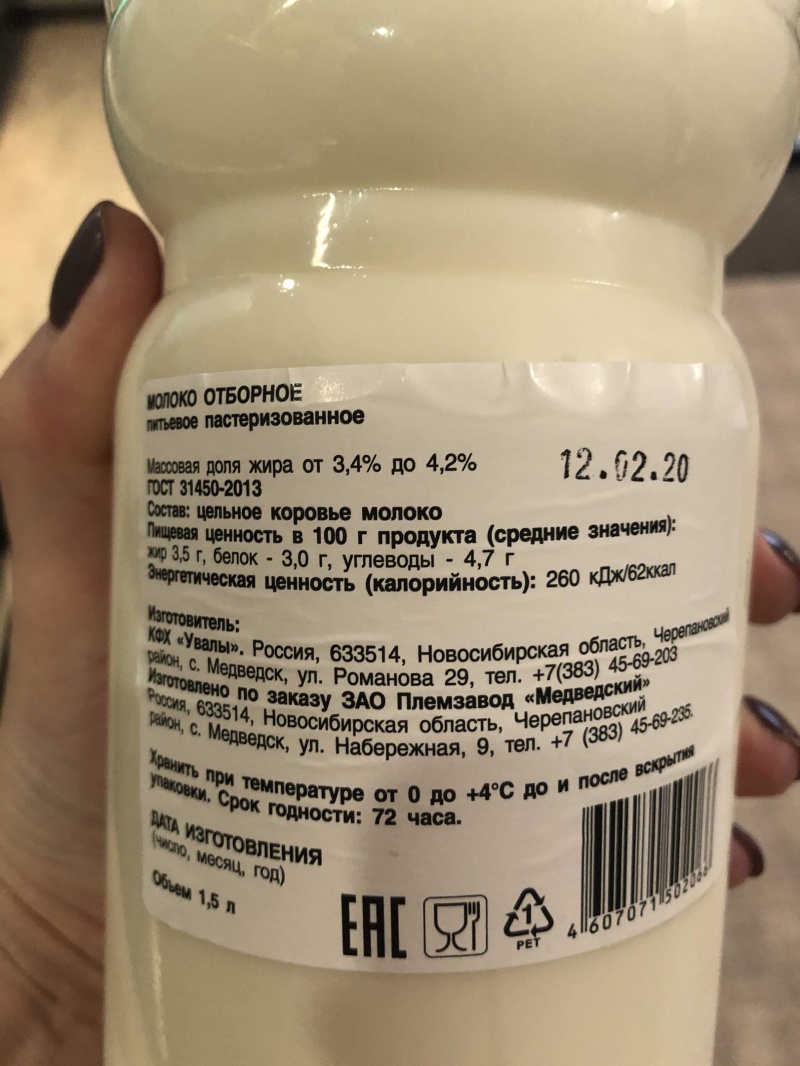 МОЛОКО ОТБОРНОЕ
питьевое пастеризованное
12.02.20
Массовая доля жира от 3,4% до 4,2%
ГОСТ 31450-2013
Состав: цельное коровье молоко
Пищевая ценность в 100 г продукта (средние значения):
жир 3,5 г, белок - 3,0 г, углеводы - 4,7 г
Энергетическая ценность (калорийность): 260 кДж/62ккал
Изготовитель:
КФХ «Увалы». Россия, 633514, Новосибирская область, Черепановский
район, с. Медведск, ул. Романова 29, тел. +7(383) 45-69-203
Изготовлено по заказу ЗАО Племзавод «Медведский»
Россия, 633514, Новосибирская область, Черепановский
район, с. Медведск, ул. Набережная, 9, тел. +7 (383) 45-69-235.
Хранить при температуре от 0 до +4°С до и после вскрытия
упаковки. Срок годности: 72 часа.
ДАТА ИЗГОТОВЛЕНИЯ
(число, месяц, год)
Объем 1,5 л
EAC
1
PET
4607071502066